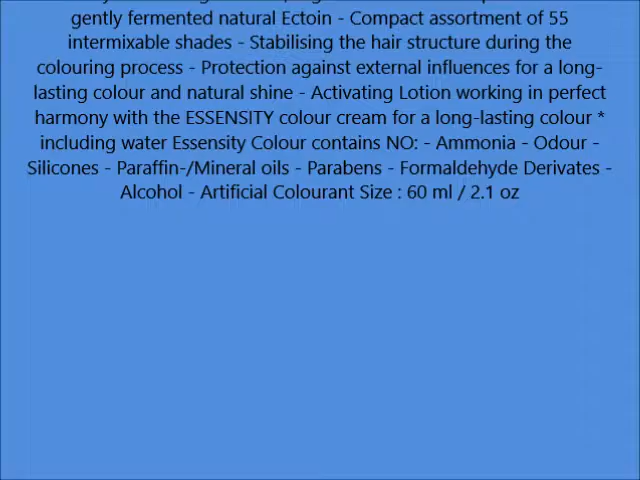 gently fermented natural Ectoin - Compact assortment of 55
intermixable shades - Stabilising the hair structure during the
colouring process - Protection against external influences for a long-
lasting colour and natural shine - Activating Lotion working in perfect
harmony with the ESSENSITY colour cream for a long-lasting colour *
including water Essensity Colour contains NO: - Ammonia - Odour -
Silicones - Paraffin-/Mineral oils - Parabens - Formaldehyde Derivates -
Alcohol - Artificial Colourant Size : 60 ml / 2.1 oz